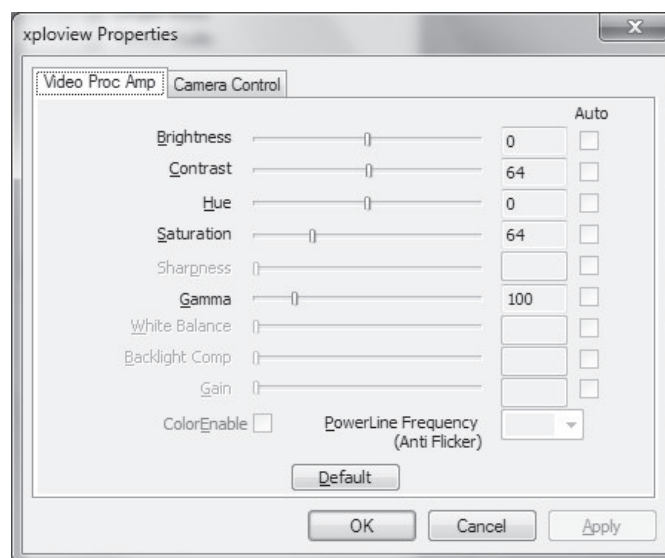 xploview Properties
X
Video Proc Amp Camera Control
Auto
Brightness 0
Contrast 64
Hue 0
Saturation 64
Sharpness
Gamma 100
White Balance
Backlight Comp
Gain
ColorEnable PowerLine Frequency
(Anti Flicker)
Default
OK Cancel Apply